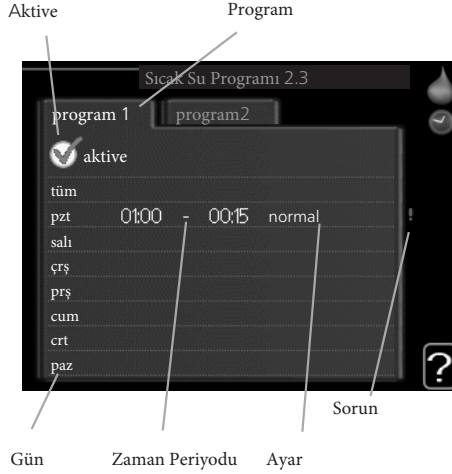 Aktive Program
Sıcak Su Programı 2.3
program 1 program2
aktive
tüm
pzt 01:00 - 00:15 normal !
salı
çrş
prş
cum
crt
paz
?
Sorun
Gün Zaman Periyodu Ayar